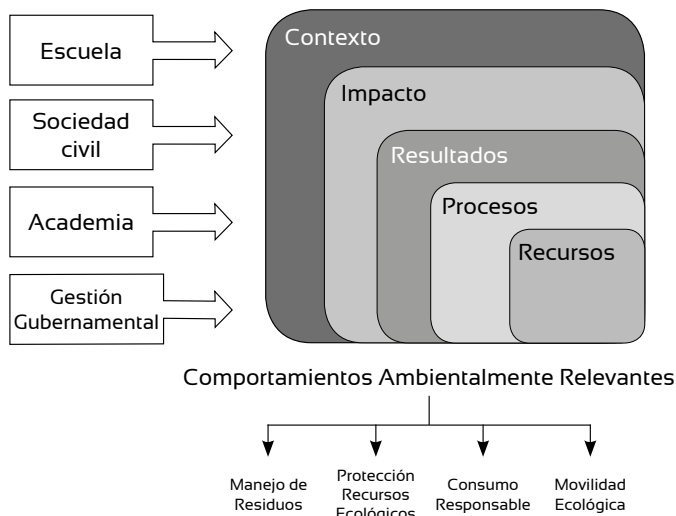 Escuela
Sociedad
civil
Academia
Gestión
Gubernamental
Contexto
Impacto
Resultados
Procesos
Recursos
Comportamientos Ambientalmente Relevantes
Manejo de
Residuos
Protección
Recursos
Ecológicos
Consumo
Responsable
Movilidad
Ecológica